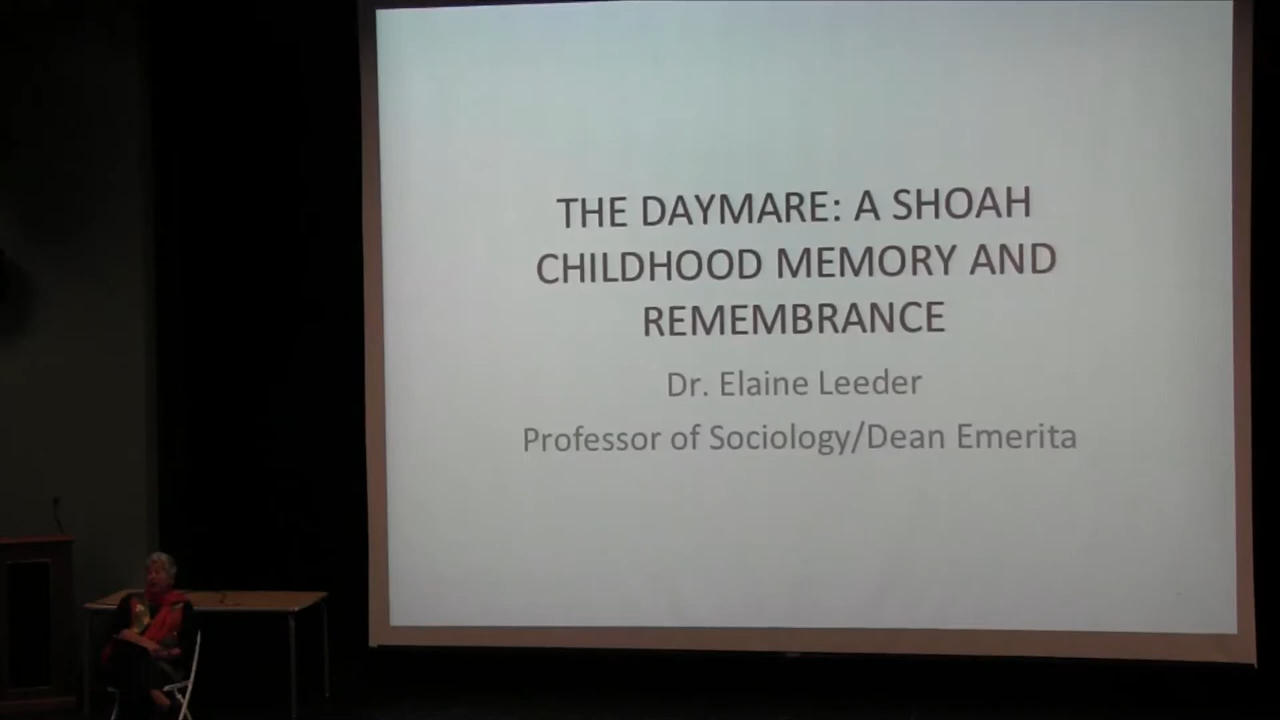 THE DAYMARE: A SHOAH
CHILDHOOD MEMORY AND
REMEMBRANCE
Dr. Elaine Leeder
Professor of Sociology/Dean Emerita